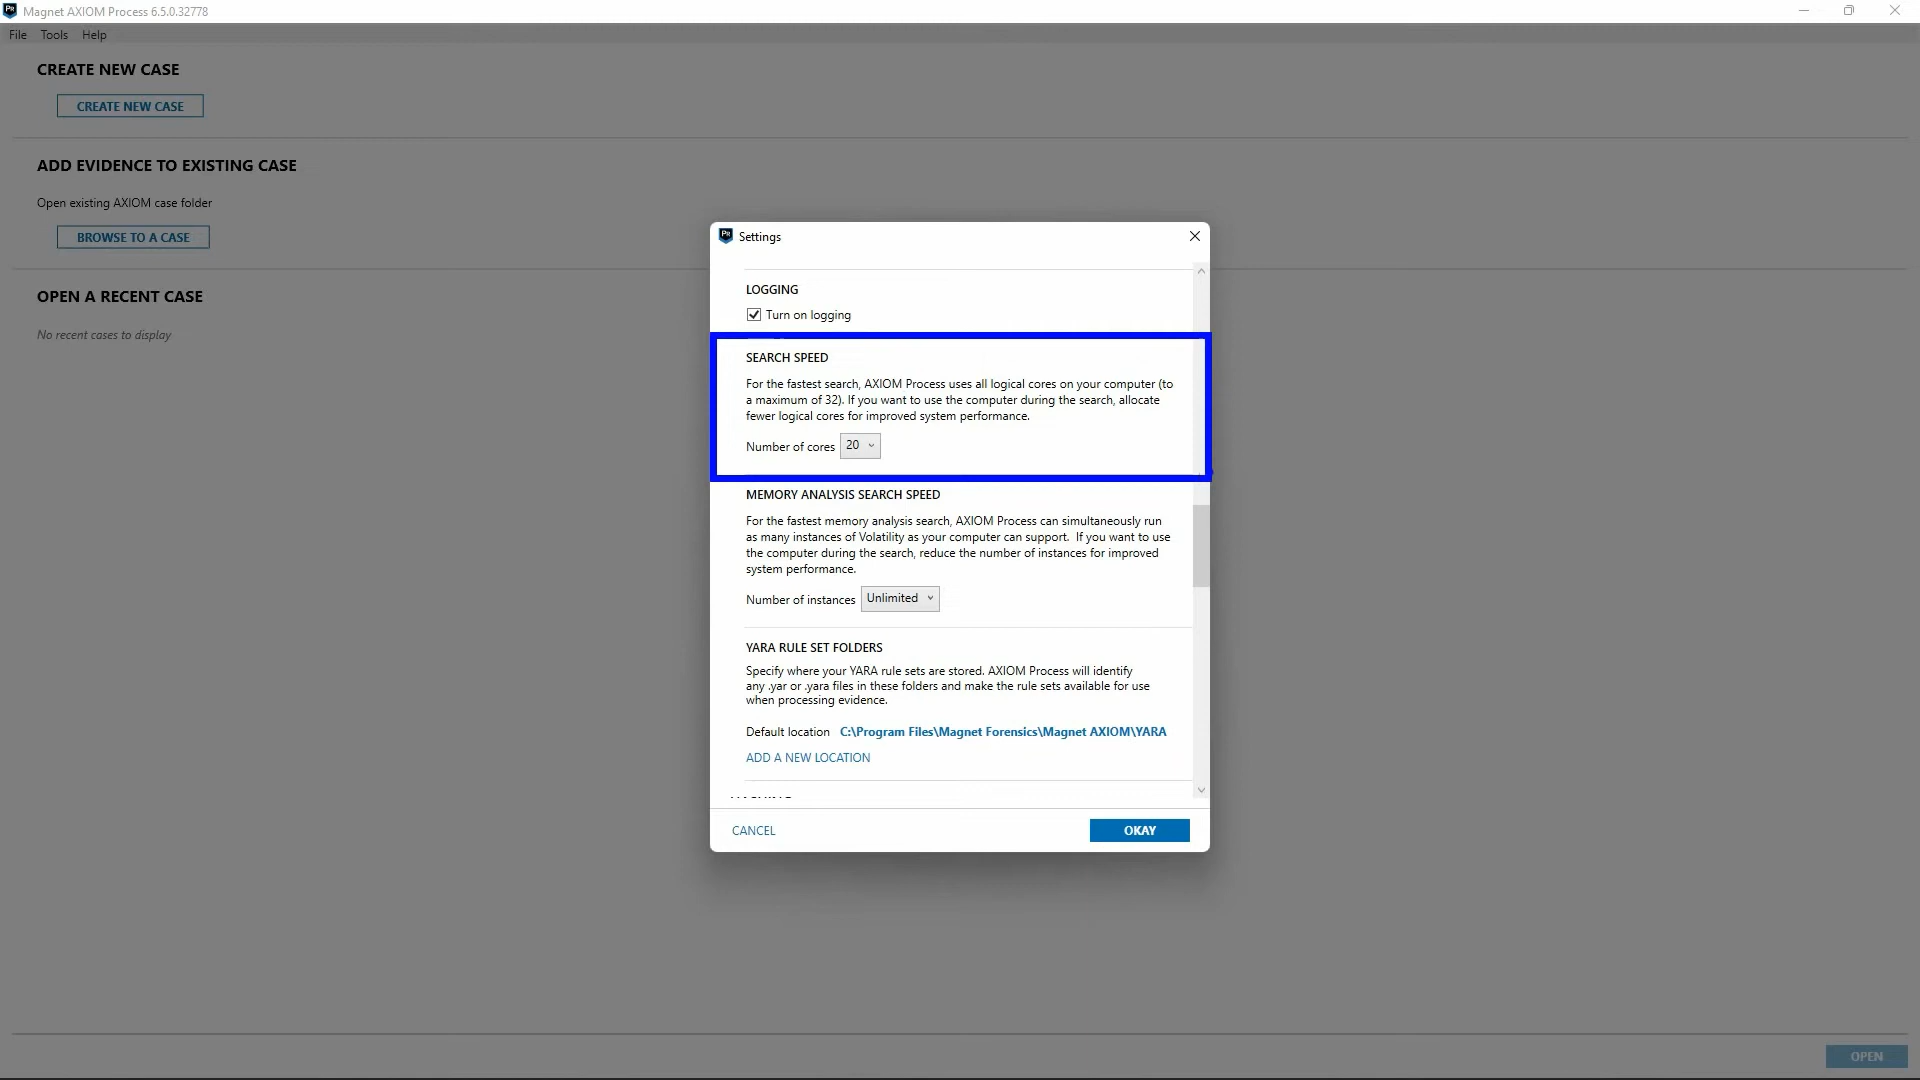 Magnet AXIOM Process 6.5.0.32778
File Tools Help
CREATE NEW CASE
CREATE NEW CASE
ADD EVIDENCE TO EXISTING CASE
Open existing AXIOM case folder
BROWSE TO A CASE
OPEN A RECENT CASE
No recent cases to display
Settings
LOGGING
Turn on logging
SEARCH SPEED
For the fastest search, AXIOM Process uses all logical cores on your computer (to
a maximum of 32). If you want to use the computer during the search, allocate
fewer logical cores for improved system performance.
Number of cores 20
MEMORY ANALYSIS SEARCH SPEED
For the fastest memory analysis search, AXIOM Process can simultaneously run
as many instances of Volatility as your computer can support. If you want to use
the computer during the search, reduce the number of instances for improved
system performance.
Number of instances Unlimited
YARA RULE SET FOLDERS
Specify where your YARA rule sets are stored. AXIOM Process will identify
any .yar or .yara files in these folders and make the rule sets available for use
when processing evidence.
Default location C:\Program Files\Magnet Forensics\Magnet AXIOM\YARA
ADD A NEW LOCATION
CANCEL
OKAY
OPEN